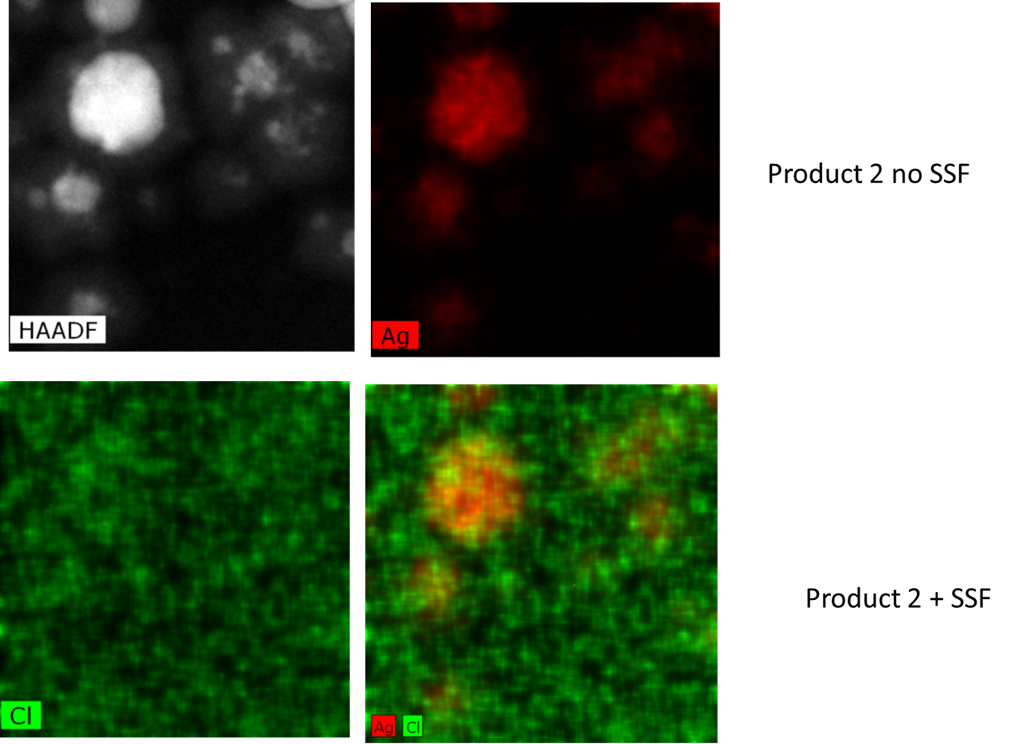 HAADF
Ag
Product 2 no SSF
Cl
Ag Cl
Product 2 + SSF